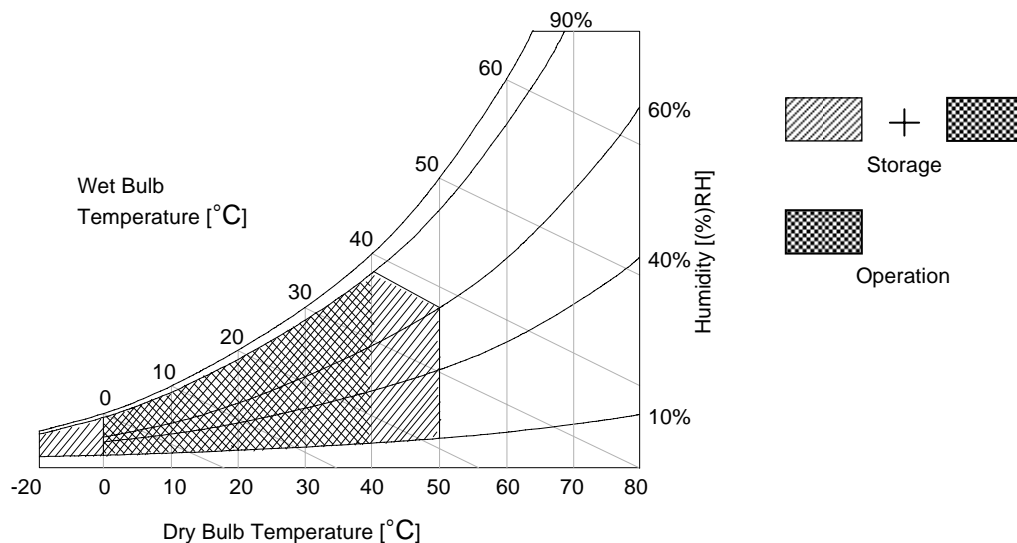 90%
60
60%
50
Storage
Wet Bulb
Temperature [°C]
Humidity [(%)RH]
40
40%
Operation
30
20
10
0
10%
-20 0 10 20 30 40 50 60 70 80
Dry Bulb Temperature [°C]